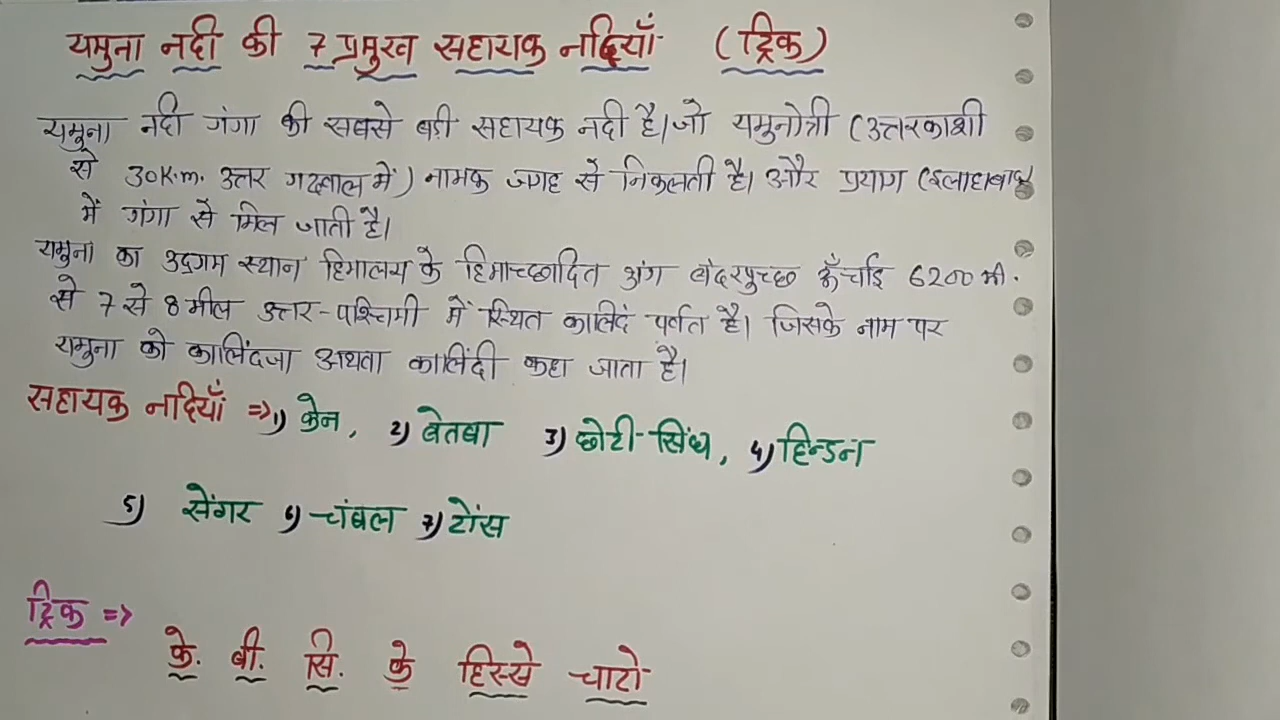 यमुना नदी की 7 प्रमुख सहायक नदियाँ (ट्रिक)
यमुना नदी गंगा की सबसे बड़ी सहायक नदी है। जो यमुनोत्री (उत्तरकाशी
से 30K.m. उत्तर गढ़वाल में) नामक जगह से निकलती है। और प्रयाग (इलाहाबाद)
में गंगा से मिल जाती है।
यमुना का उद्गम स्थान हिमालय के हिमाच्छादित श्रंग बंदरपुच्छ ऊँचाई 6200 मी.
से 7 से 8 मील उत्तर-पश्चिमी में स्थित कालिंद पर्वत है। जिसके नाम पर
यमुना को कालिंदजा अथवा कालिंदी कहा जाता है।
सहायक नदियाँ => 1) केन, 2) बेतबा 3) छोटी-सिंध, 4) हिन्डन
5) सेंगर 6) चंबल 7) टोंस
ट्रिक =>
के. बी. सि. के हिस्से चाटो